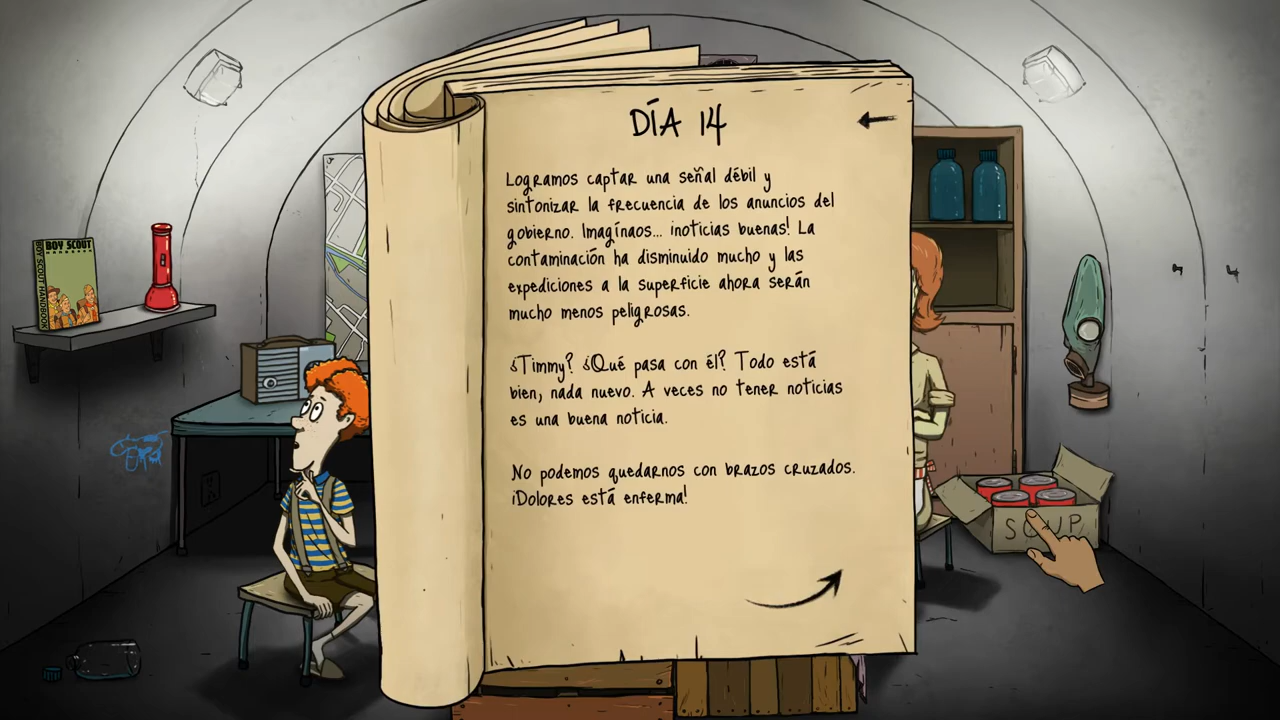 DÍA 14
Logramos captar una señal débil y
sintonizar la frecuencia de los anuncios del
gobierno. Imagínaos... ¡noticias buenas! La
contaminación ha disminuido mucho y las
expediciones a la superficie ahora serán
mucho menos peligrosas.
¿Timmy? ¿Qué pasa con él? Todo está
bien, nada nuevo. A veces no tener noticias
es una buena noticia.
No podemos quedarnos con brazos cruzados.
¡Dolores está enferma!
BOY SCOUT
BOY SCOUT HANDBOOK
SOUP